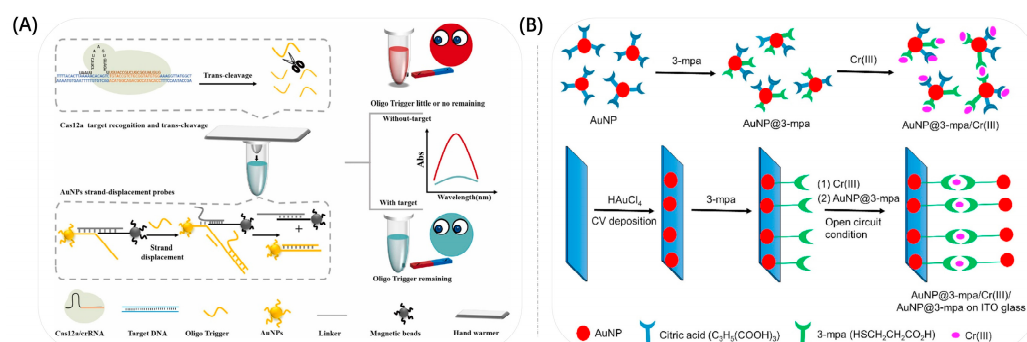 (A)
Trans-cleavage
Cas12a target recognition and trans-cleavage
Oligo Trigger little or no remaining
Without-target
Abs
Wavelength(nm)
With target
AuNPs strand-displacement probes
Strand
displacement
+
Oligo Trigger remaining
Cas12a/crRNA
Target DNA
Oligo Trigger
AuNPs
Linker
Magnetic beads
Hand warmer
(B)
3-mpa
Cr(III)
AuNP
AuNP@3-mpa
AuNP@3-mpa/Cr(III)
HAuCl4
CV deposition
3-mpa
(1) Cr(III)
(2) AuNP@3-mpa
Open circuit
condition
AuNP@3-mpa/Cr(III)/
AuNP@3-mpa on ITO glass
AuNP
Citric acid (C3H5(COOH)3)
3-mpa (HSCH2CH2CO2H)
Cr(III)